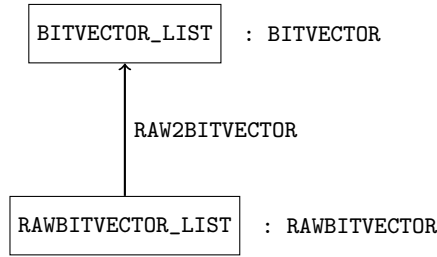 BITVECTOR_LIST : BITVECTOR
RAW2BITVECTOR
RAWBITVECTOR_LIST : RAWBITVECTOR